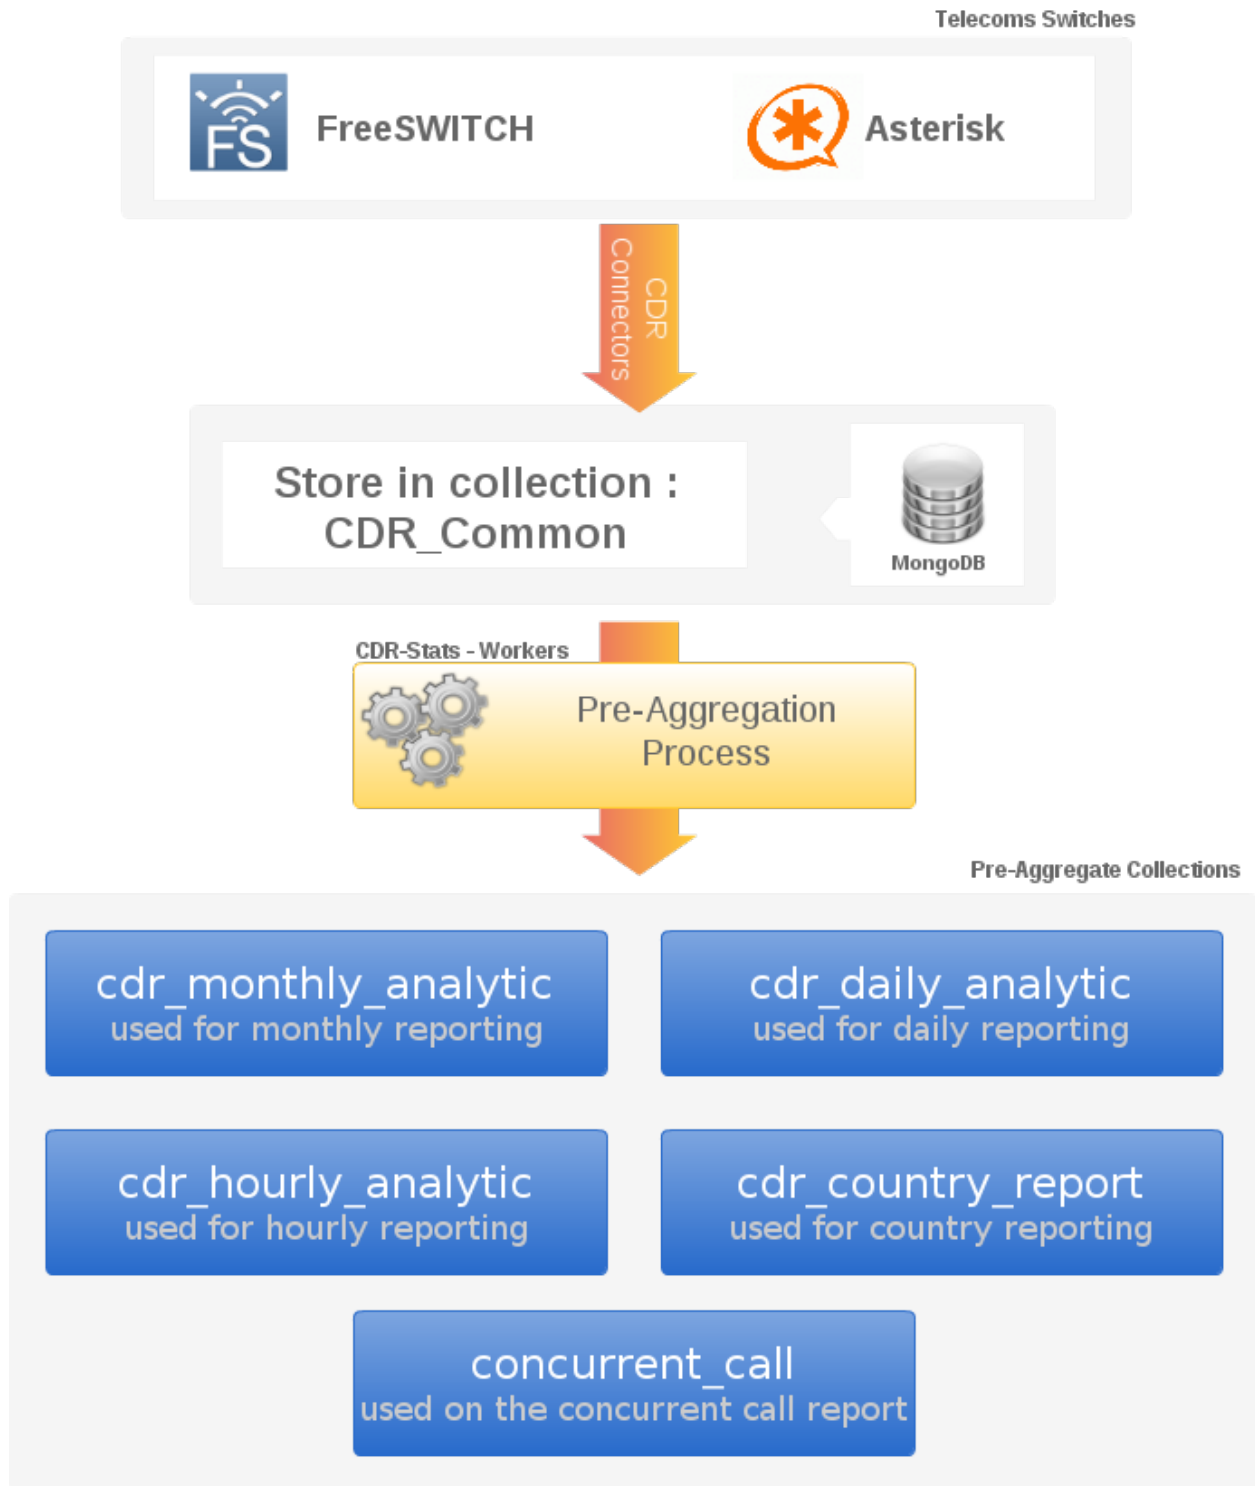 Telecoms Switches
FS
FreeSWITCH
Asterisk
CDR
Connectors
Store in collection :
CDR_Common
MongoDB
CDR-Stats - Workers
Pre-Aggregation
Process
Pre-Aggregate Collections
cdr_monthly_analytic
used for monthly reporting
cdr_daily_analytic
used for daily reporting
cdr_hourly_analytic
used for hourly reporting
cdr_country_report
used for country reporting
concurrent_call
used on the concurrent call report